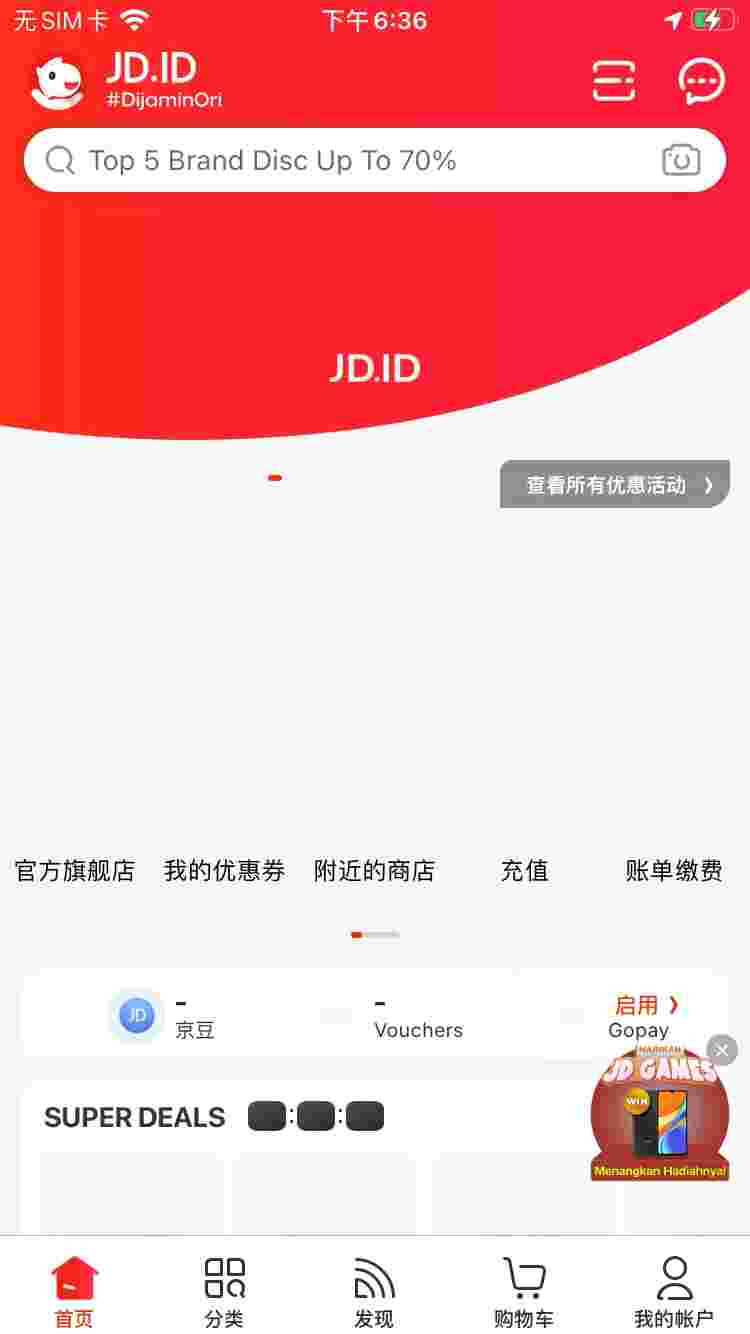 无SIM卡 下午6:36
JD.ID
#DijaminOri
Top 5 Brand Disc Up To 70%
JD.ID
查看所有优惠活动
官方旗舰店 我的优惠券 附近的商店 充值 账单缴费
- - 启用
JD 京豆 Vouchers Gopay
MAINKAN
JD GAMES
WIN
Menangkan Hadiahnya!
SUPER DEALS : :
首页 分类 发现 购物车 我的帐户